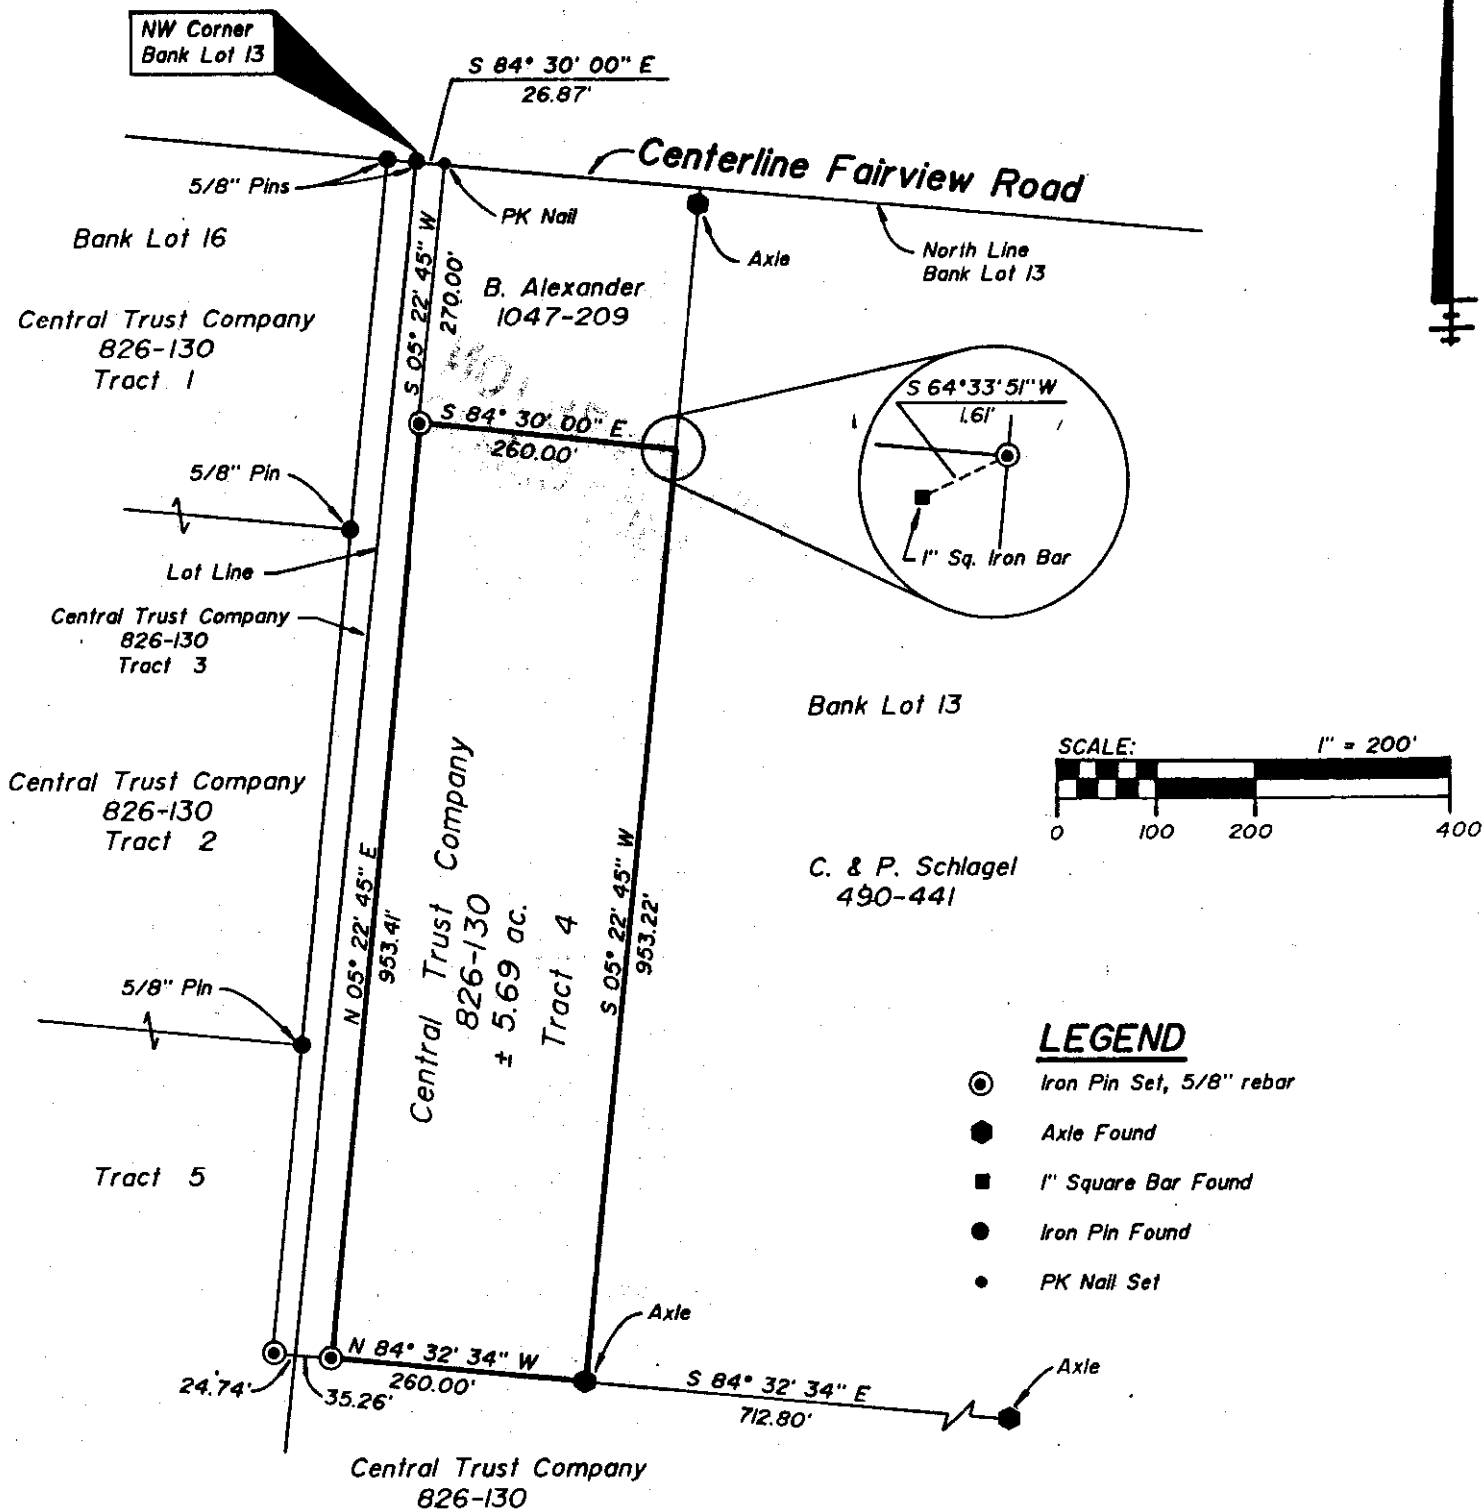 NW Corner
Bank Lot 13
S 84° 30' 00" E
26.87'
Centerline Fairview Road
5/8" Pins
PK Nail
Axle
North Line
Bank Lot 13
Bank Lot 16
S 05° 22' 45" W
270.00'
B. Alexander
1047-209
Central Trust Company
826-130
Tract 1
S 64°33'51" W
1.61'
1" Sq. Iron Bar
S 84° 30' 00" E
260.00'
5/8" Pin
Lot Line
Central Trust Company
826-130
Tract 3
Bank Lot 13
SCALE: 1" = 200'
0 100 200 400
Central Trust Company
826-130
Tract 2
C. & P. Schlagel
490-441
N 05° 22' 45" E
953.41'
Central Trust Company
826-130
± 5.69 ac.
Tract 4
S 05° 22' 45" W
953.22'
5/8" Pin
LEGEND
Iron Pin Set, 5/8" rebar
Axle Found
1" Square Bar Found
Iron Pin Found
PK Nail Set
Tract 5
Axle
N 84° 32' 34" W
260.00'
24.74'
35.26'
S 84° 32' 34" E
712.80'
Axle
Central Trust Company
826-130